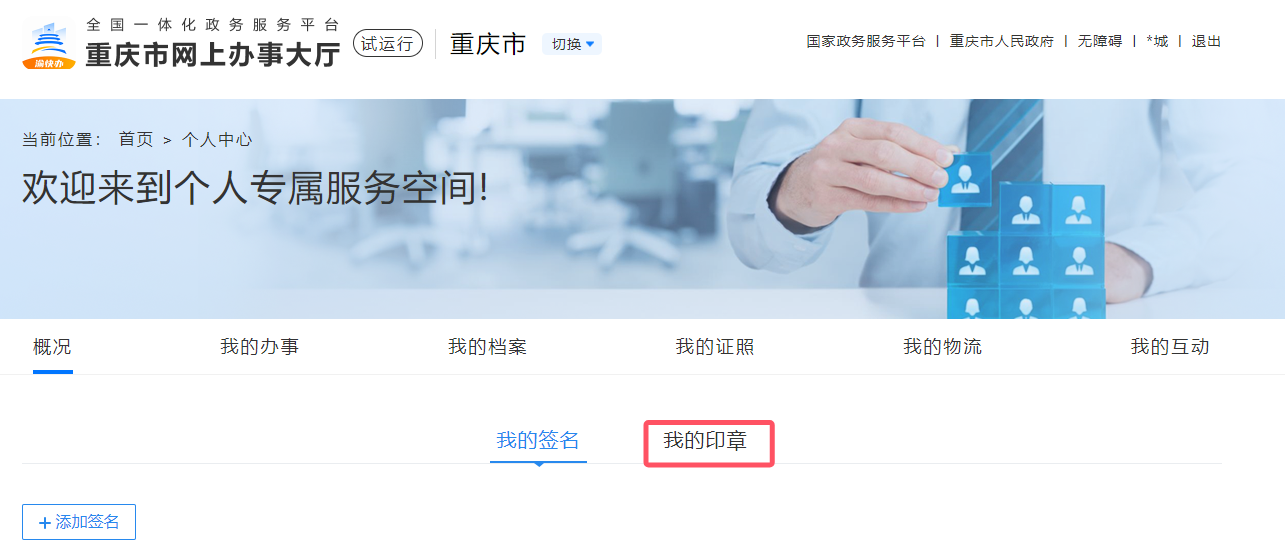 全国一体化政务服务平台
渝快办
重庆市网上办事大厅
试运行
重庆市
切换
国家政务服务平台 | 重庆市人民政府 | 无障碍 | *城 | 退出
当前位置： 首页 > 个人中心
欢迎来到个人专属服务空间!
概况 我的办事 我的档案 我的证照 我的物流 我的互动
我的签名 我的印章
+ 添加签名